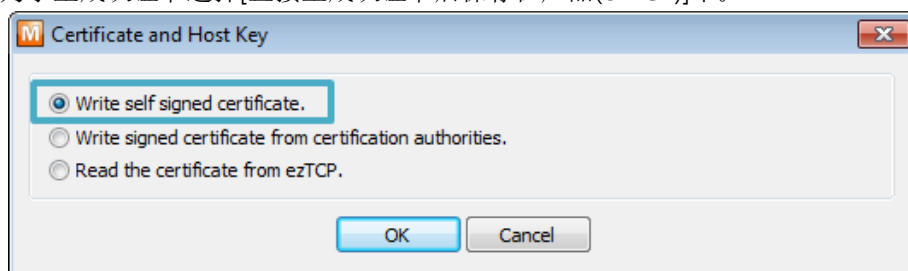 Certificate and Host Key
Write self signed certificate.
Write signed certificate from certification authorities.
Read the certificate from ezTCP.
OK Cancel